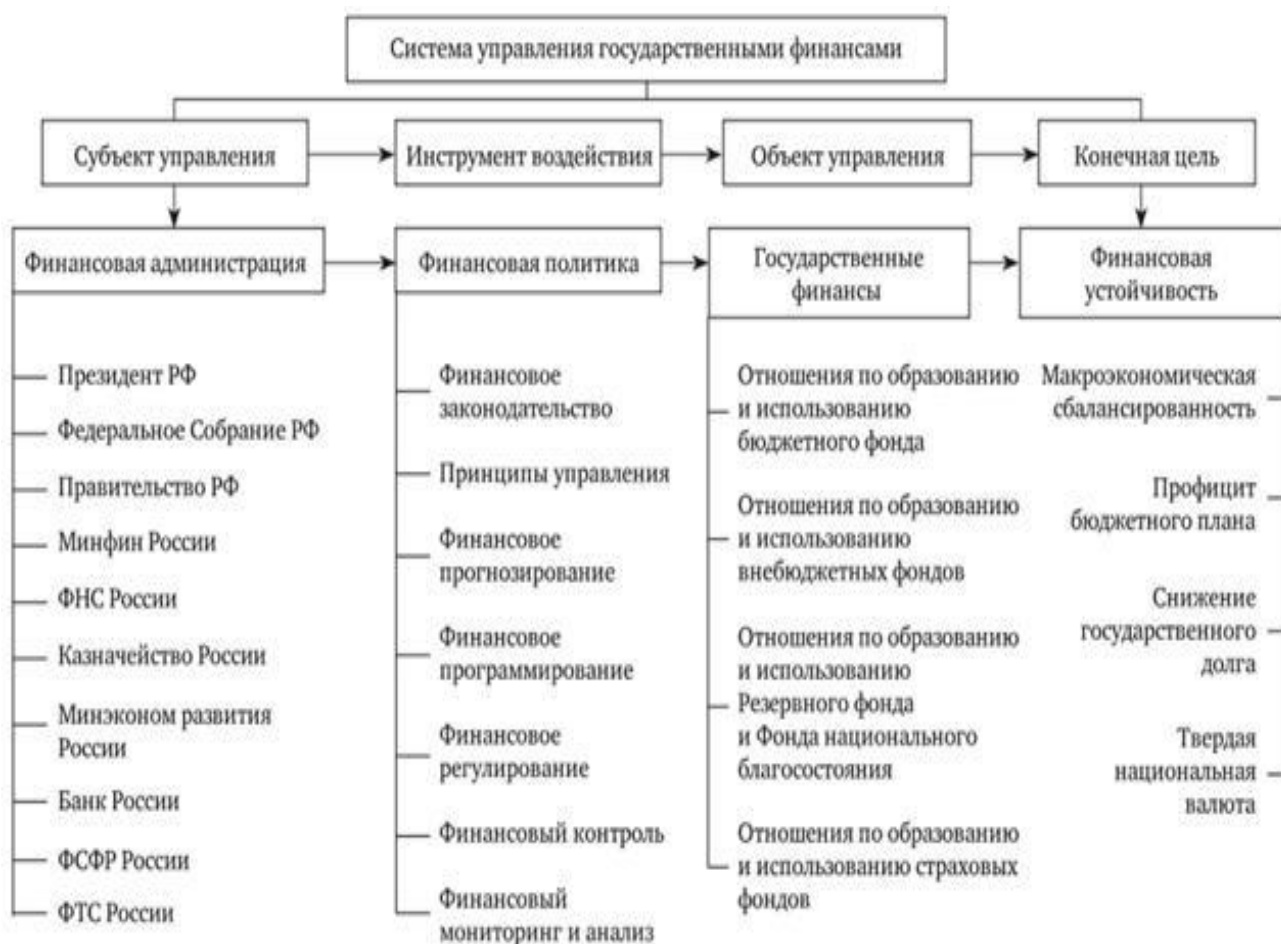 Система управления государственными финансами
Субъект управления
Инструмент воздействия
Объект управления
Конечная цель
Финансовая администрация
Финансовая политика
Государственные
финансы
Финансовая
устойчивость
Президент РФ
Федеральное Собрание РФ
Правительство РФ
Минфин России
ФНС России
Казначейство России
Минэконом развития
России
Банк России
ФСФР России
ФТС России
Финансовое
законодательство
Принципы управления
Финансовое
прогнозирование
Финансовое
программирование
Финансовое
регулирование
Финансовый контроль
Финансовый
мониторинг и анализ
Отношения по образованию
и использованию
бюджетного фонда
Отношения по образованию
и использованию
внебюджетных фондов
Отношения по образованию
и использованию
Резервного фонда
и Фонда национального
благосостояния
Отношения по образованию
и использованию страховых
фондов
Макроэкономическая
сбалансированность
Профицит
бюджетного плана
Снижение
государственного
долга
Твердая
национальная
валюта